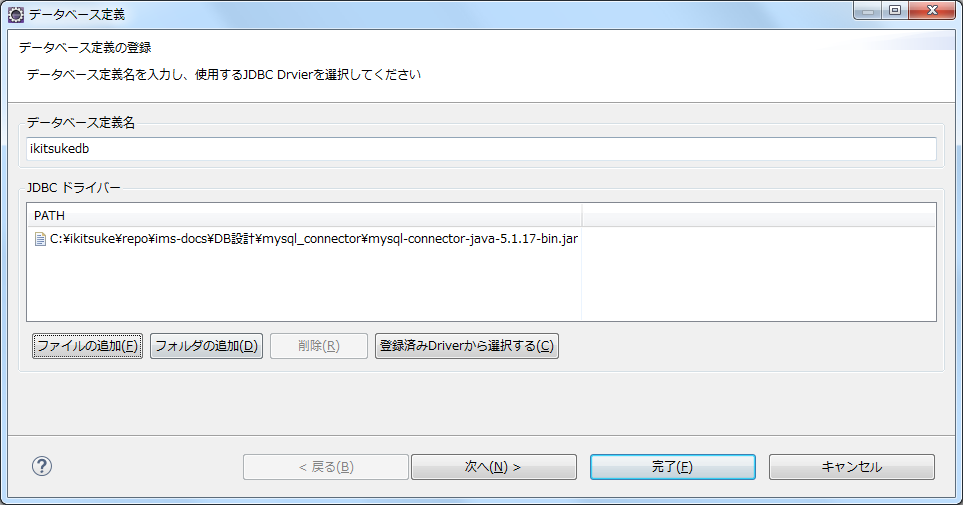 データベース定義
データベース定義の登録
データベース定義名を入力し、使用するJDBC Drvierを選択してください
データベース定義名
ikitsukedb
JDBC ドライバー
PATH
C:¥ikitsuke¥repo¥ims-docs¥DB設計¥mysql_connector¥mysql-connector-java-5.1.17-bin.jar
ファイルの追加(F) フォルダの追加(D) 削除(R) 登録済みDriverから選択する(C)
? < 戻る(B) 次へ(N) > 完了(F) キャンセル